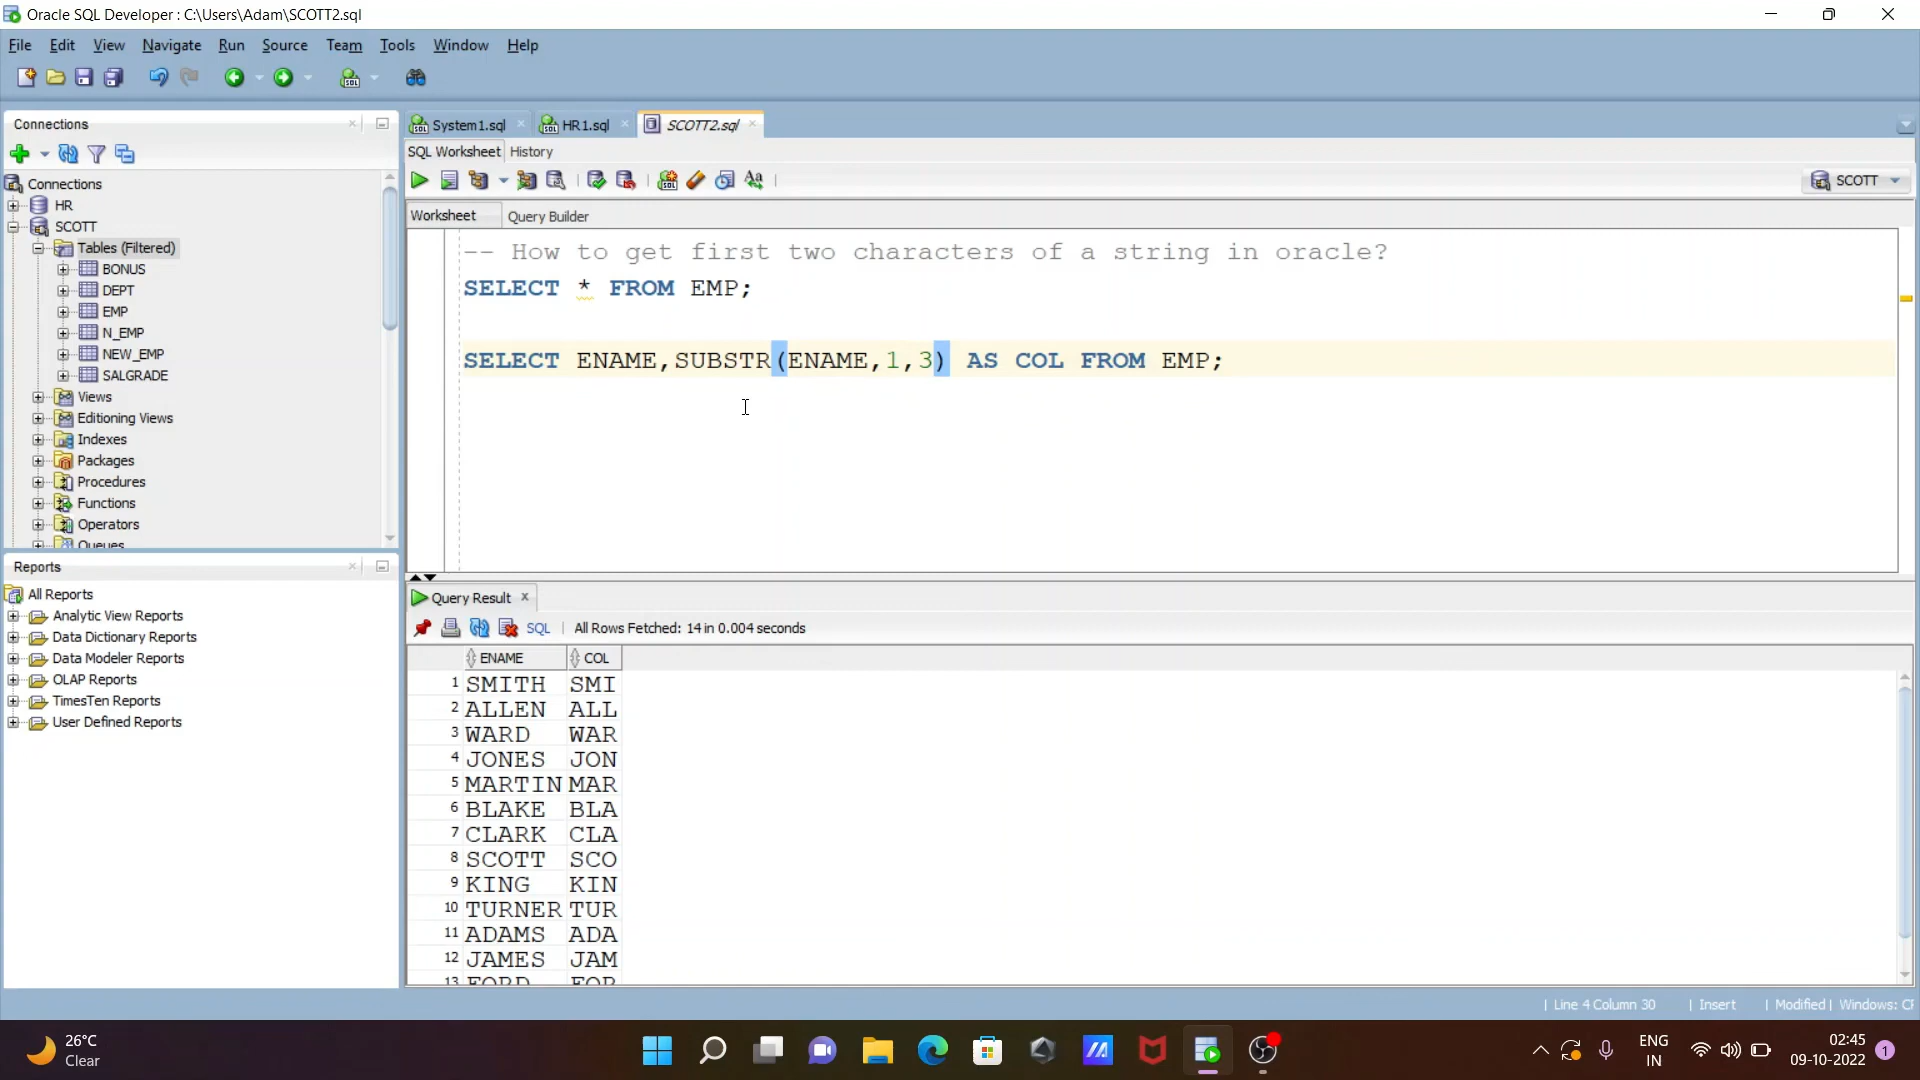 Oracle SQL Developer : C:\Users\Adam\SCOTT2.sql
File Edit View Navigate Run Source Team Tools Window Help
Connections
Connections
HR
SCOTT
Tables (Filtered)
BONUS
DEPT
EMP
N_EMP
NEW_EMP
SALGRADE
Views
Editioning Views
Indexes
Packages
Procedures
Functions
Operators
Queues
Reports
All Reports
Analytic View Reports
Data Dictionary Reports
Data Modeler Reports
OLAP Reports
TimesTen Reports
User Defined Reports
System1.sql HR1.sql SCOTT2.sql
SQL Worksheet History
SCOTT
Worksheet Query Builder
-- How to get first two characters of a string in oracle?
SELECT * FROM EMP;
SELECT ENAME,SUBSTR(ENAME,1,3) AS COL FROM EMP;
Query Result
SQL | All Rows Fetched: 14 in 0.004 seconds
ENAME COL
1 SMITH SMI
2 ALLEN ALL
3 WARD WAR
4 JONES JON
5 MARTIN MAR
6 BLAKE BLA
7 CLARK CLA
8 SCOTT SCO
9 KING KIN
10 TURNER TUR
11 ADAMS ADA
12 JAMES JAM
13 FORD FOR
| Line 4 Column 30 | Insert | Modified | Windows: CF
26°C
Clear
ENG
IN
02:45
09-10-2022
1